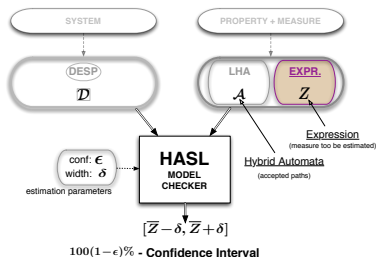 SYSTEM
PROPERTY + MEASURE
DESP
D
LHA
A
EXPR.
Z
Expression
(measure too be estimated)
Hybrid Automata
(accepted paths)
conf: ϵ
width: δ
estimation parameters
HASL
MODEL
CHECKER
[Z̅−δ, Z̅+δ]
100(1−ϵ)% - Confidence Interval